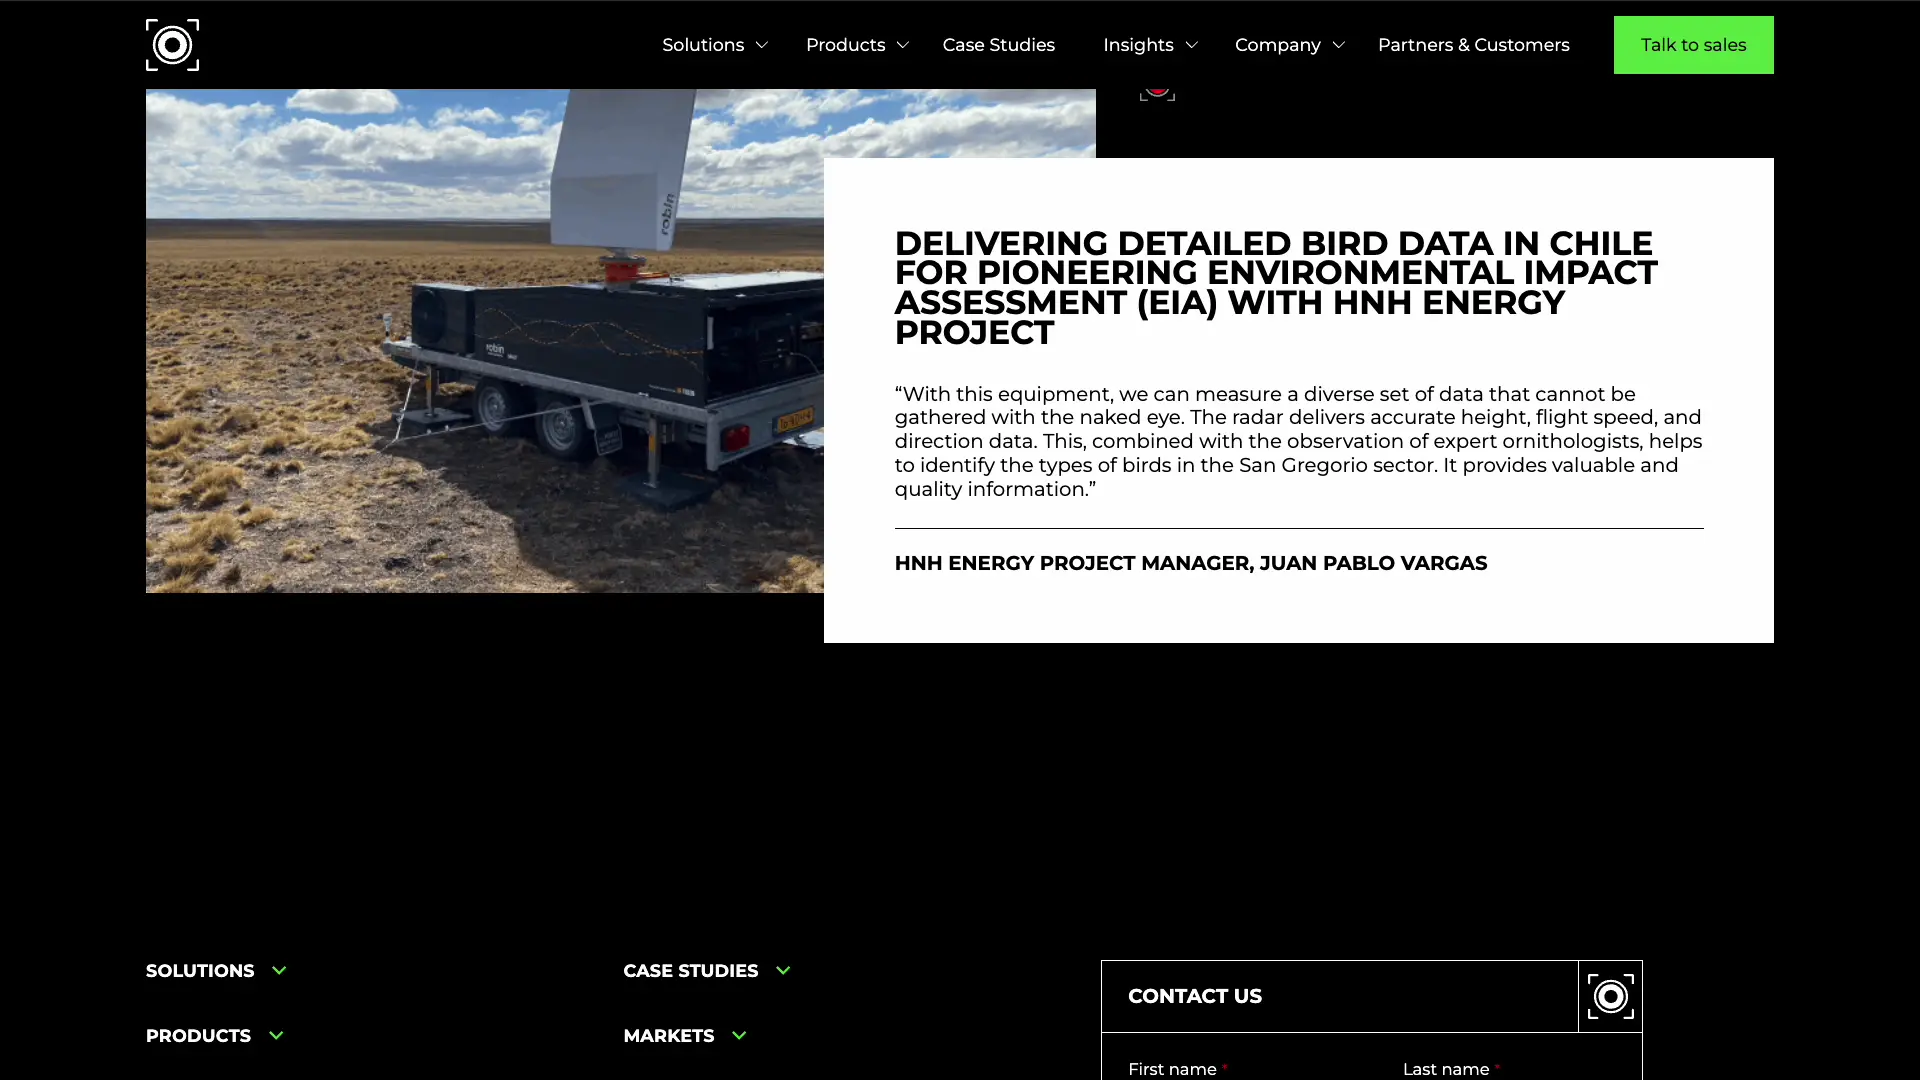 Solutions
Products
Case Studies
Insights
Company
Partners & Customers
Talk to sales
robin
robin
DELIVERING DETAILED BIRD DATA IN CHILE
FOR PIONEERING ENVIRONMENTAL IMPACT
ASSESSMENT (EIA) WITH HNH ENERGY
PROJECT
“With this equipment, we can measure a diverse set of data that cannot be
gathered with the naked eye. The radar delivers accurate height, flight speed, and
direction data. This, combined with the observation of expert ornithologists, helps
to identify the types of birds in the San Gregorio sector. It provides valuable and
quality information.”
HNH ENERGY PROJECT MANAGER, JUAN PABLO VARGAS
SOLUTIONS
CASE STUDIES
PRODUCTS
MARKETS
CONTACT US
First name *
Last name *